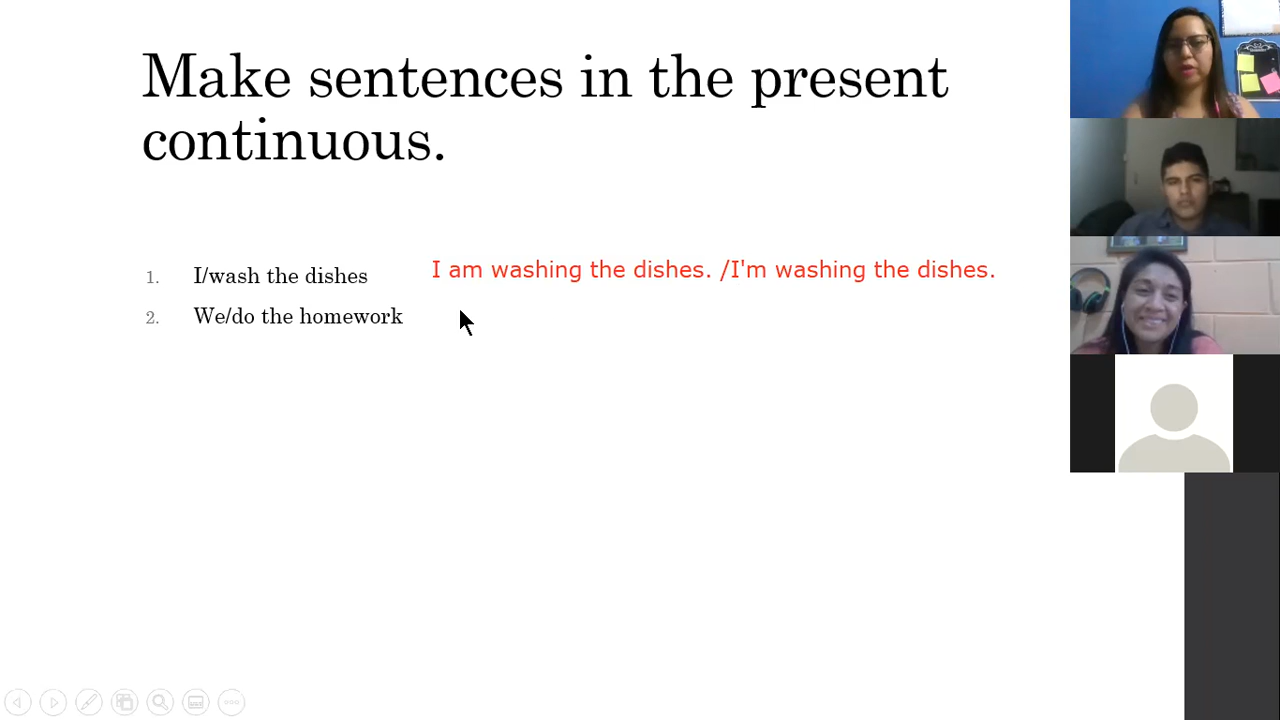 Make sentences in the present
continuous.
1. I/wash the dishes
I am washing the dishes. /I'm washing the dishes.
2. We/do the homework